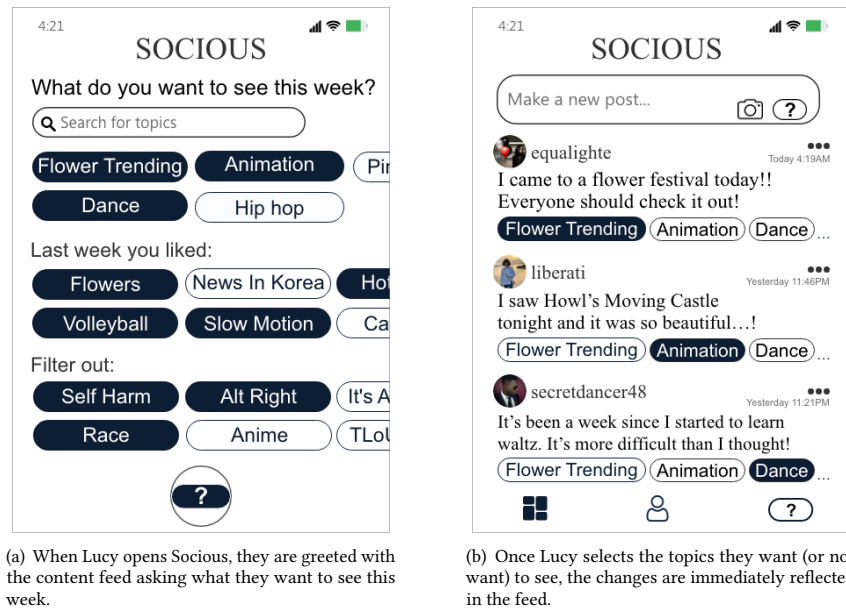 4:21
SOCIOUS
What do you want to see this week?
Search for topics
Flower Trending Animation
Dance Hip hop
Last week you liked:
Flowers News In Korea
Volleyball Slow Motion
Filter out:
Self Harm Alt Right It's
Race Anime
?
(a) When Lucy opens Socious, they are greeted with
the content feed asking what they want to see this
week.
4:21
SOCIOUS
Make a new post... ?
equalighte
Today 4:19AM
I came to a flower festival today!!
Everyone should check it out!
Flower Trending Animation Dance ...
liberati
Yesterday 11:46PM
I saw Howl's Moving Castle
tonight and it was so beautiful...!
Flower Trending Animation Dance ...
secretdancer48
Yesterday 11:21PM
It's been a week since I started to learn
waltz. It's more difficult than I thought!
Flower Trending Animation Dance ...
?
(b) Once Lucy selects the topics they want (or
want) to see, the changes are immediately
in the feed.